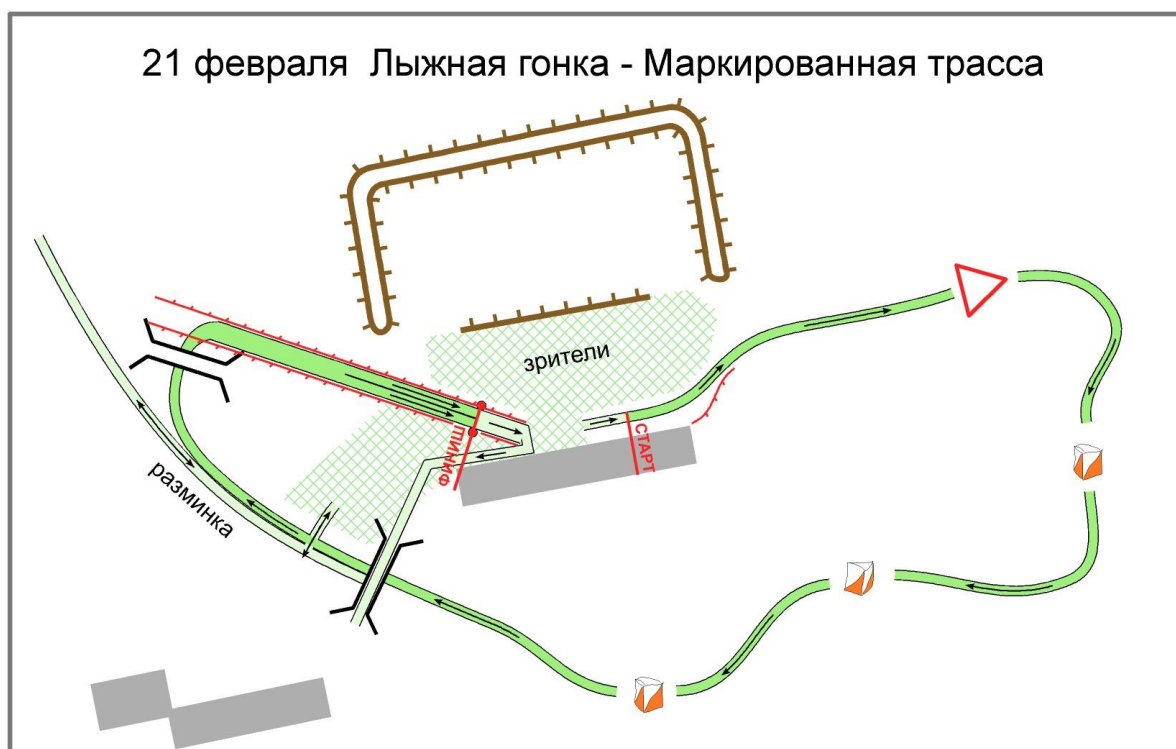 21 февраля Лыжная гонка - Маркированная трасса
зрители
СТАРТ
ФИНИШ
разминка